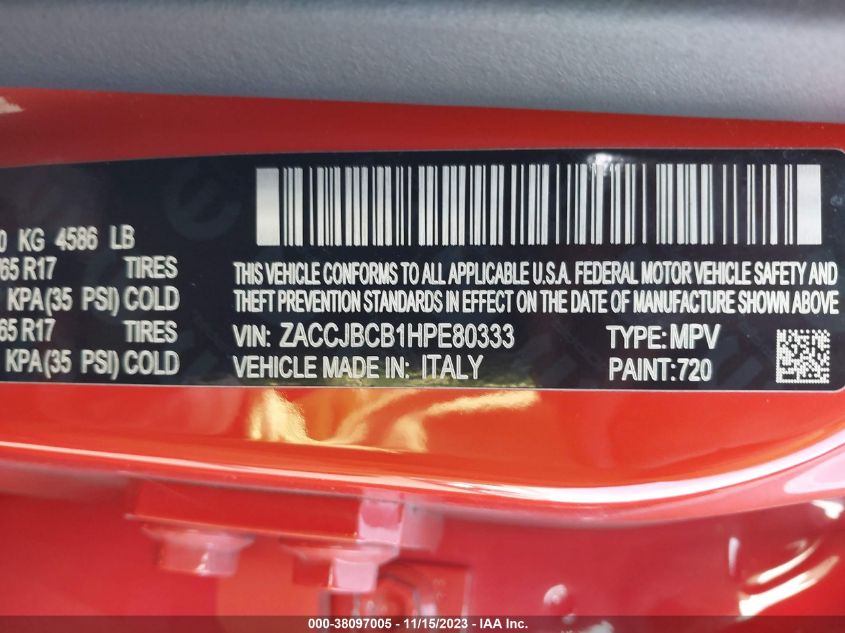 KG 4586 LB
65 R17 TIRES
KPA(35 PSI) COLD
65 R17 TIRES
KPA(35 PSI) COLD
THIS VEHICLE CONFORMS TO ALL APPLICABLE U.S.A. FEDERAL MOTOR VEHICLE SAFETY AND
THEFT PREVENTION STANDARDS IN EFFECT ON THE DATE OF MANUFACTURE SHOWN ABOVE
VIN: ZACCJBCB1HPE80333 TYPE: MPV
VEHICLE MADE IN: ITALY PAINT: 720
000-38097005 - 11/15/2023 - IAA Inc.